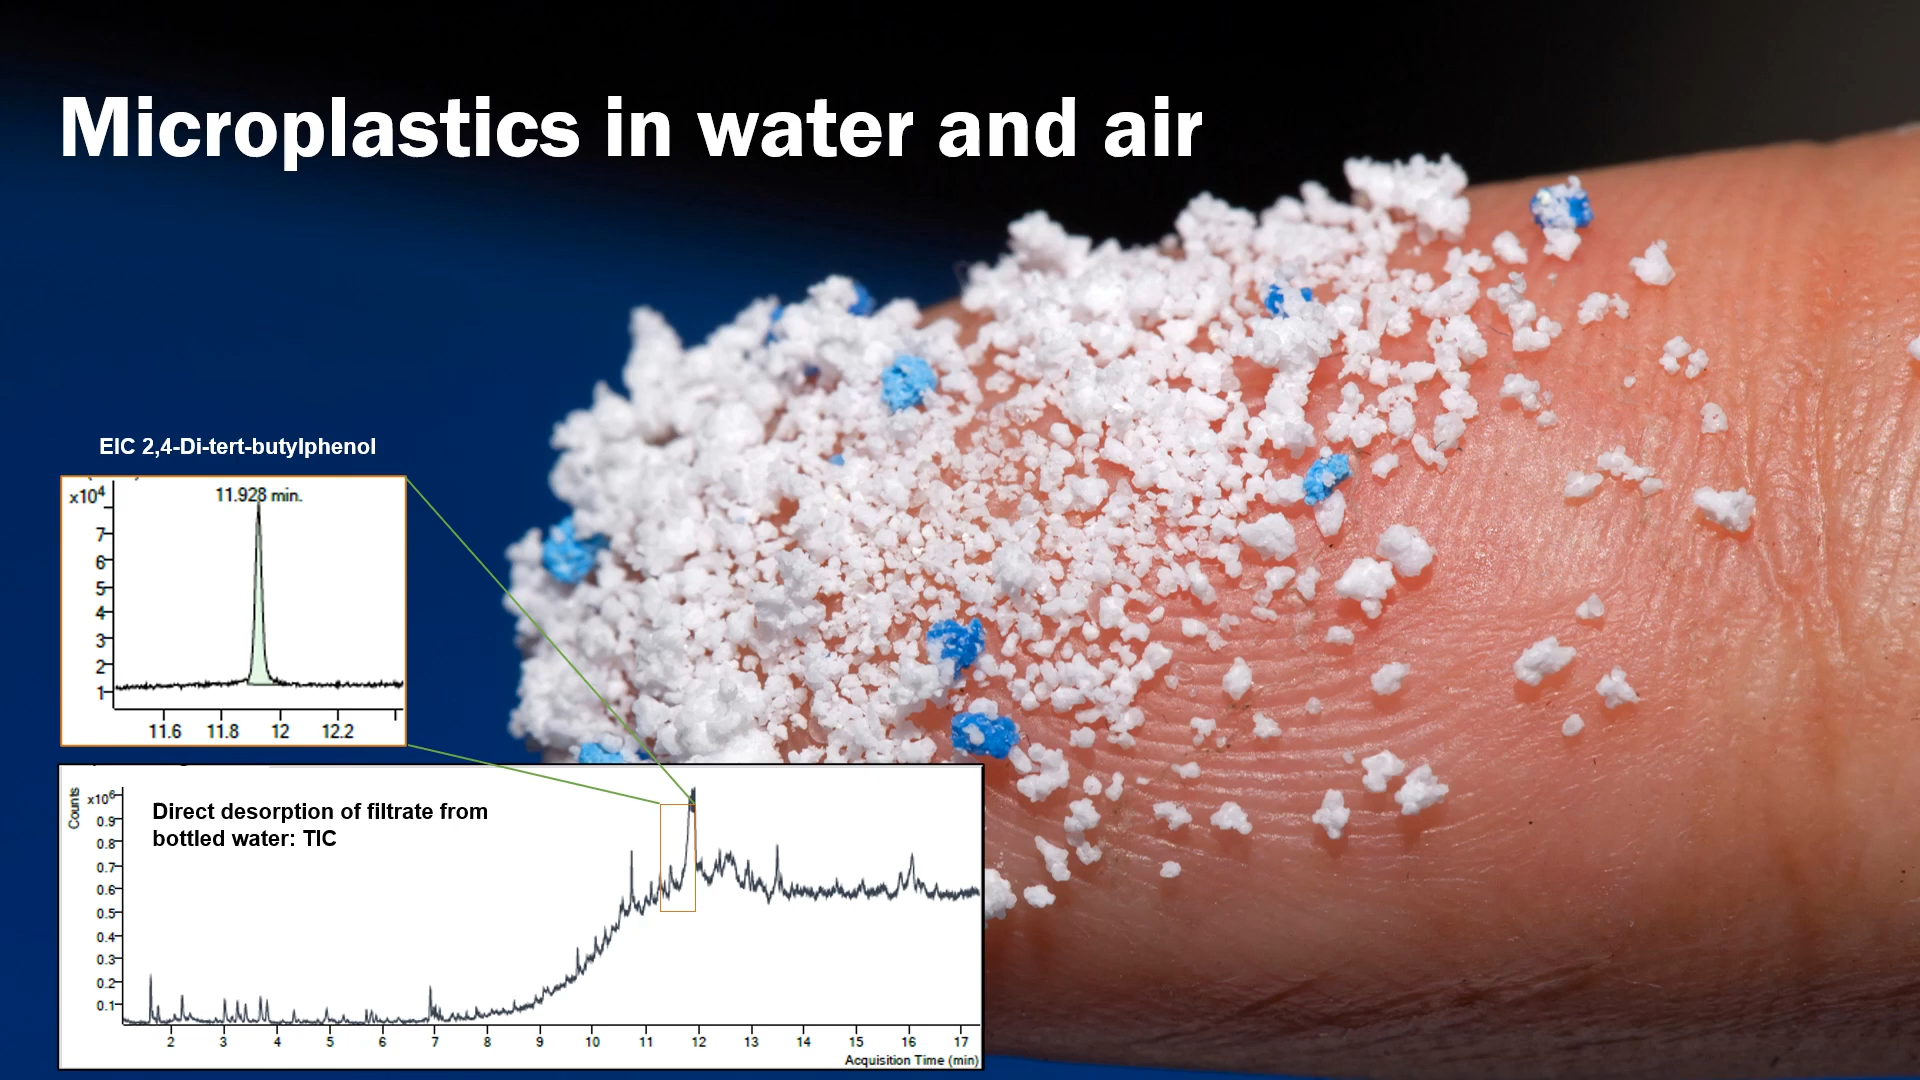 Microplastics in water and air
EIC 2,4-Di-tert-butylphenol
x10⁴
11.928 min.
7
6
5
4
3
2
1
11.6 11.8 12 12.2
Counts
x10⁶
Direct desorption of filtrate from
bottled water: TIC
0.9
0.8
0.7
0.6
0.5
0.4
0.3
0.2
0.1
2 3 4 5 6 7 8 9 10 11 12 13 14 15 16 17
Acquisition Time (min)